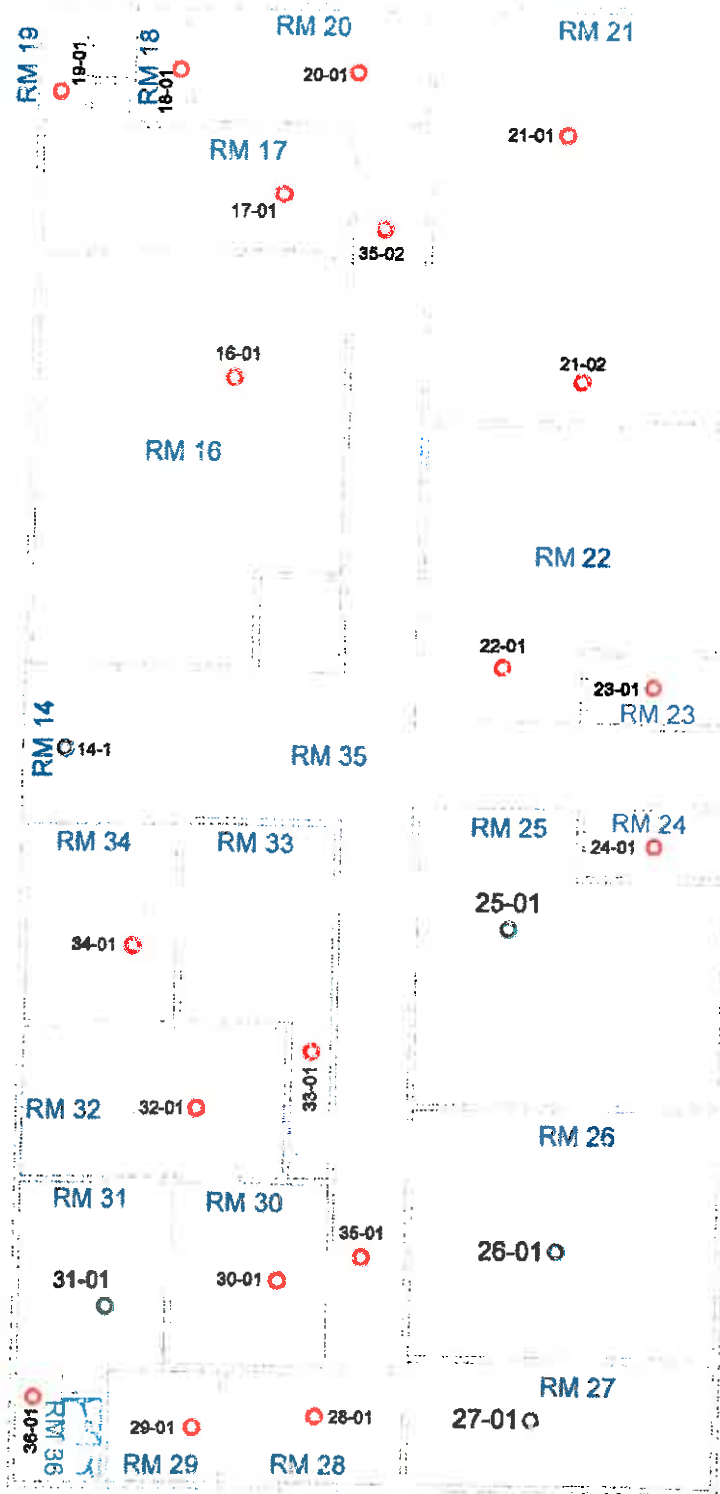 RM 19
19-01
RM 18
18-01
RM 20
20-01
RM 21
21-01
RM 17
17-01
35-02
16-01
21-02
RM 16
RM 22
22-01
23-01
RM 23
RM 14
14-1
RM 35
RM 34
RM 33
RM 25
RM 24
24-01
25-01
34-01
33-01
RM 32
32-01
RM 26
RM 31
RM 30
35-01
26-01
31-01
30-01
RM 27
36-01
RM 36
29-01
28-01
27-01
RM 29
RM 28